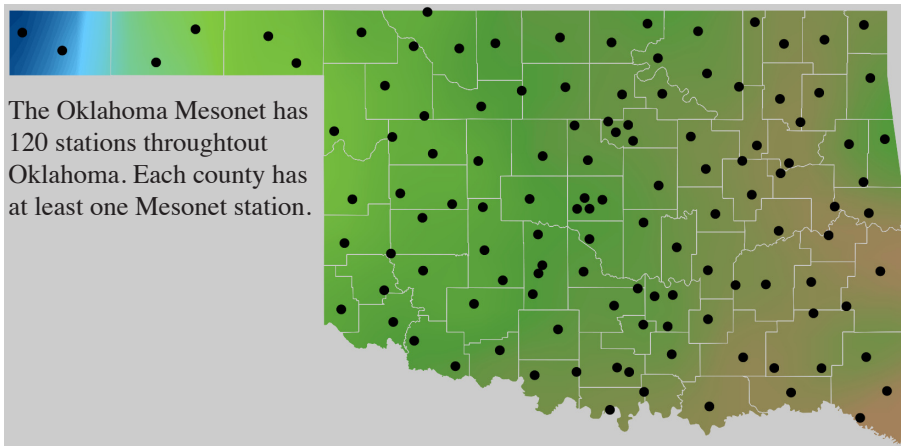 The Oklahoma Mesonet has
120 stations throughtout
Oklahoma. Each county has
at least one Mesonet station.